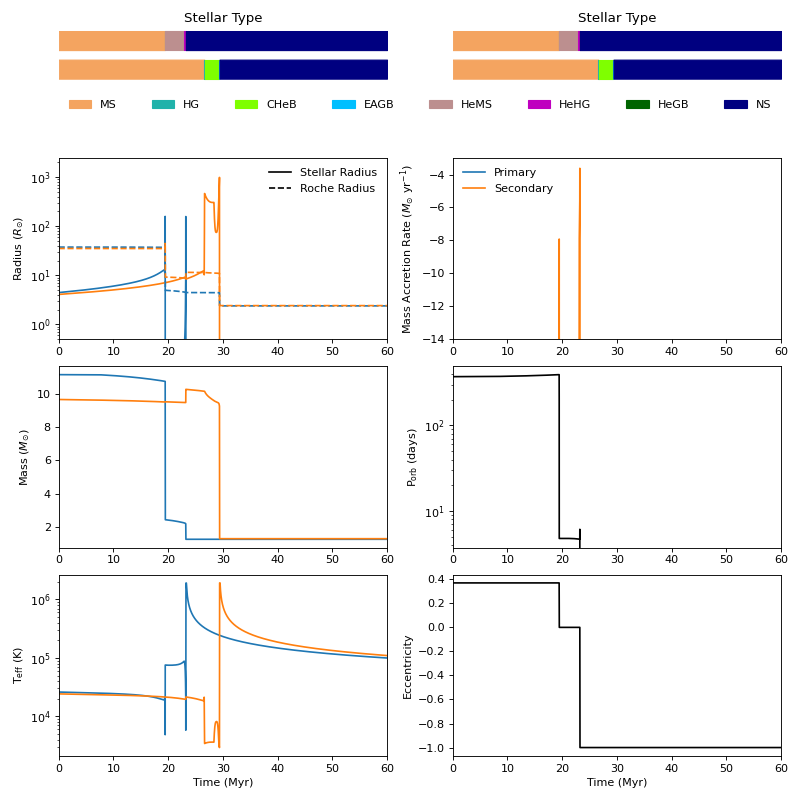 Stellar Type Stellar Type
MS HG CHeB EAGB HeMS HeHG HeGB NS
Radius (R⊙)
10³
10²
10¹
10⁰
Stellar Radius
Roche Radius
0 10 20 30 40 50 60
Mass Accretion Rate (M⊙ yr⁻¹)
−4
−6
−8
−10
−12
−14
Primary
Secondary
0 10 20 30 40 50 60
Mass (M⊙)
10
8
6
4
2
0 10 20 30 40 50 60
Porb (days)
10²
10¹
0 10 20 30 40 50 60
Teff (K)
10⁶
10⁵
10⁴
0 10 20 30 40 50 60
Time (Myr)
Eccentricity
0.4
0.2
0.0
−0.2
−0.4
−0.6
−0.8
−1.0
0 10 20 30 40 50 60
Time (Myr)